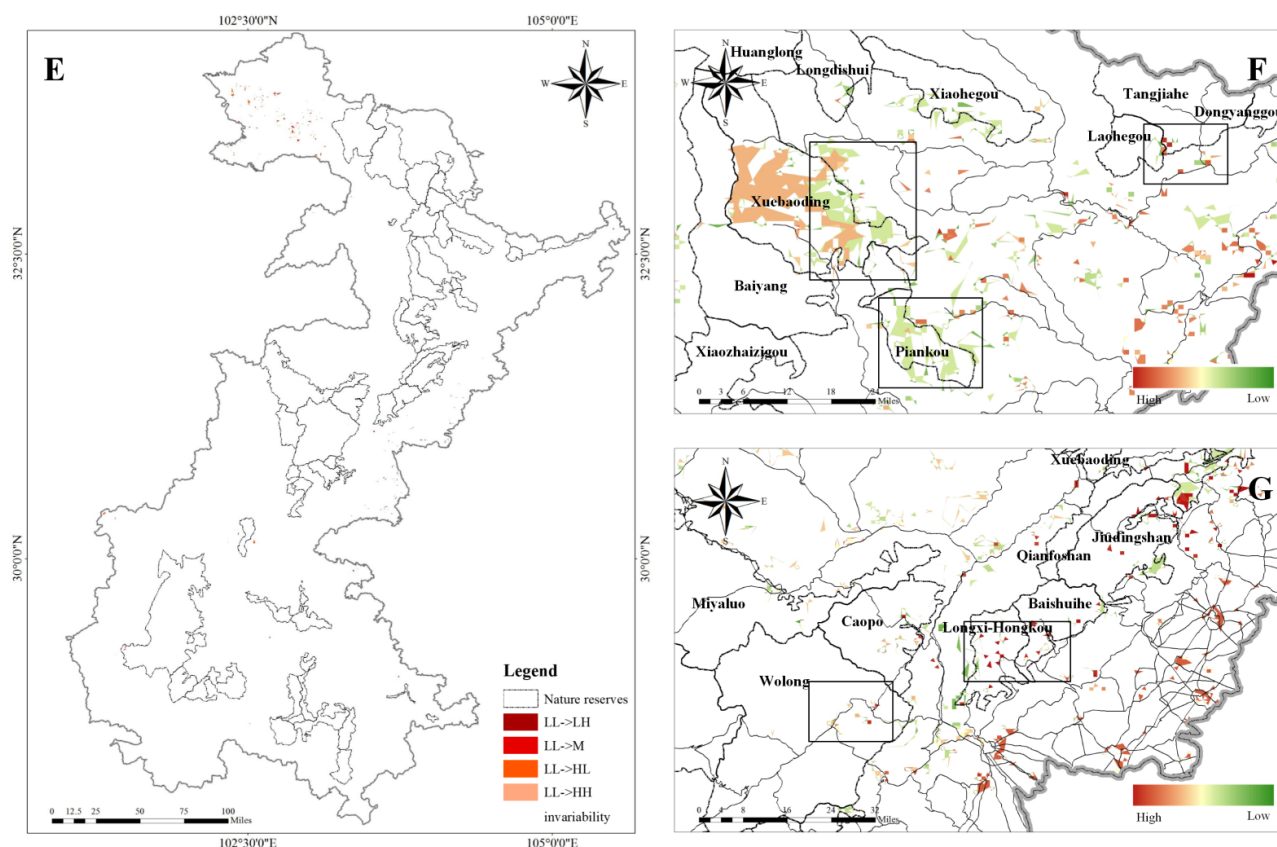 102°30'0"E 105°0'0"E
E
N
W E
S
32°30'0"N
30°0'0"N
Legend
Nature reserves
LL->LH
LL->M
LL->HL
LL->HH
invariability
0 12.5 25 50 75 100
Miles
102°30'0"E 105°0'0"E
32°30'0"N
30°0'0"N
F
N
W E
S
Huanglong
Longdishui
Xiaohegou
Tangjiahe
Dongyanggou
Laohegou
Xuebaoding
Baiyang
Xiaozhaizigou
Piankou
0 3 6 12 18 24
Miles
High Low
G
N
W E
S
Xuebaoding
Jiudingshan
Qianfoshan
Miyaluo
Baishuihe
Caopo
Longxi-Hongkou
Wolong
0 4 8 16 24 32
Miles
High Low